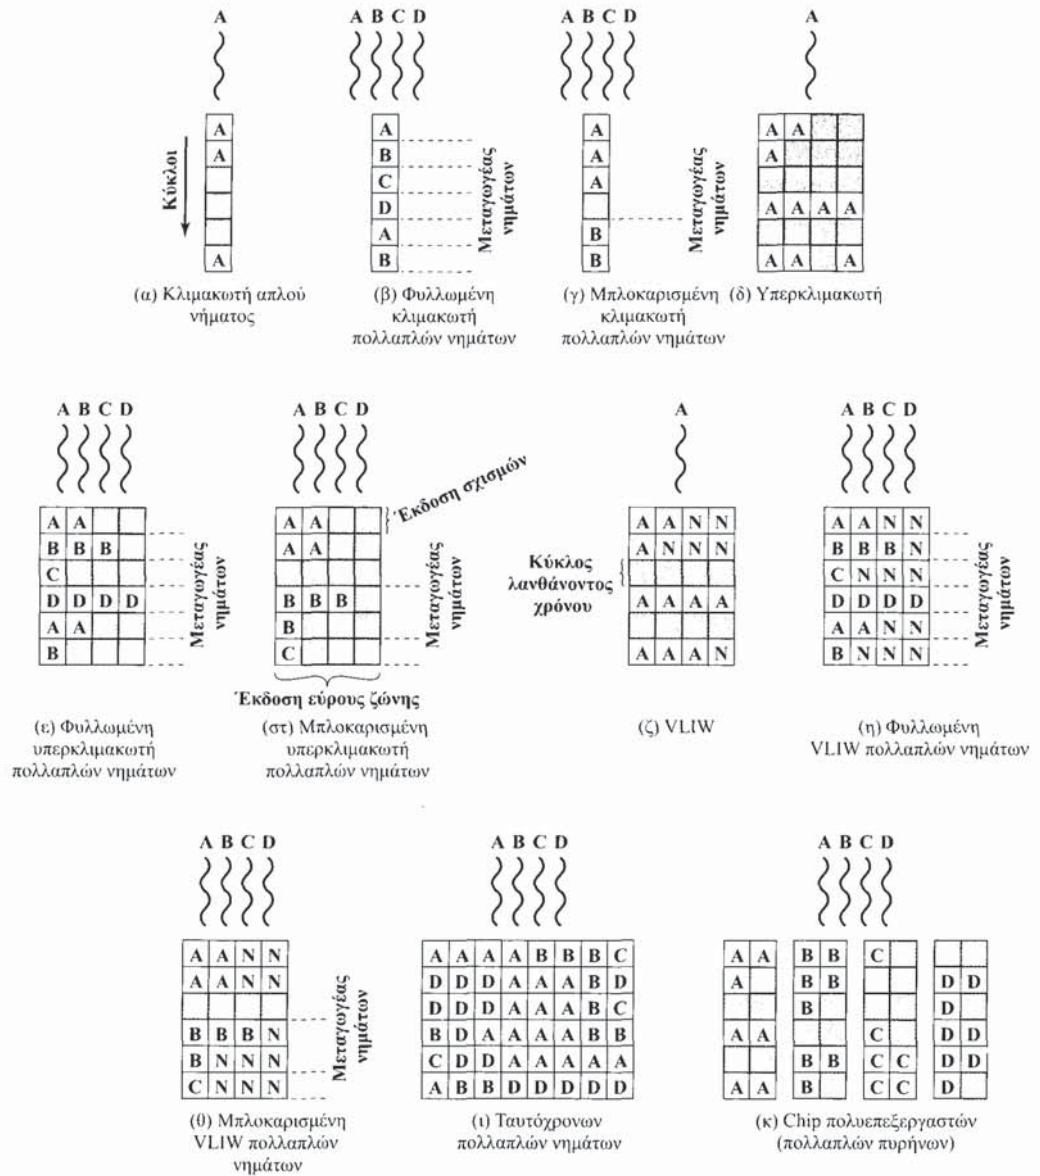 A
A B C D
A B C D
A
Κύκλοι
A
A
A
A
B
C
D
A
B
Μεταγωγέας
νημάτων
A
A
A
B
B
Μεταγωγέας
νημάτων
A A
A
A A A A
A A A
(α) Κλιμακωτή απλού
νήματος
(β) Φυλλωμένη
κλιμακωτή
πολλαπλών νημάτων
(γ) Μπλοκαρισμένη
κλιμακωτή
πολλαπλών νημάτων
(δ) Υπερκλιμακωτή
A B C D
A B C D
A
A B C D
A A
B B B
C
D D D D
A A
B
Μεταγωγέας
νημάτων
A A
A A
B B B
B
C
Έκδοση σχισμών
Μεταγωγέας
νημάτων
Έκδοση εύρους ζώνης
Κύκλος
λανθάνοντος
χρόνου
A A N N
A N N N
A A A A
A A A N
A A N N
B B B N
C N N N
D D D D
A A N N
B N N N
Μεταγωγέας
νημάτων
(ε) Φυλλωμένη
υπερκλιμακωτή
πολλαπλών νημάτων
(στ) Μπλοκαρισμένη
υπερκλιμακωτή
πολλαπλών νημάτων
(ζ) VLIW
(η) Φυλλωμένη
VLIW πολλαπλών νημάτων
A B C D
A B C D
A B C D
A A N N
A A N N
B B B N
B N N N
C N N N
Μεταγωγέας
νημάτων
A A A A B B B C
D D D A A A B D
D D D A A A B C
B D A A A A B B
C D D A A A A A
A B B D D D D D
A A B B C
A B B D D
B D
A A C D D
B B C C D D
A A B C C D
(θ) Μπλοκαρισμένη
VLIW πολλαπλών
νημάτων
(ι) Ταυτόχρονων
πολλαπλών νημάτων
(κ) Chip πολυεπεξεργαστών
(πολλαπλών πυρήνων)